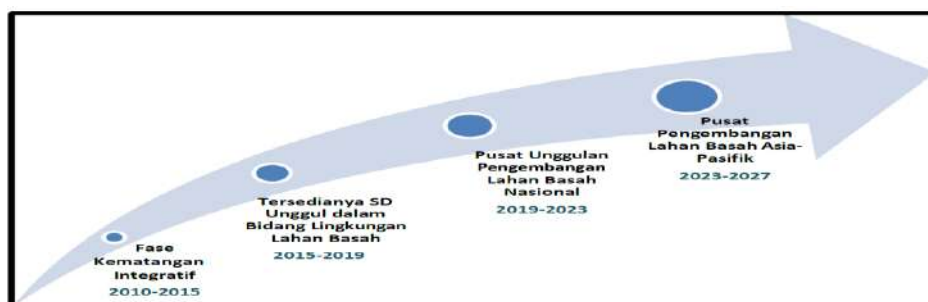 Fase
Kematangan
Integratif
2010-2015
Tersedianya SD
Unggul dalam
Bidang Lingkungan
Lahan Basah
2015-2019
Pusat Unggulan
Pengembangan
Lahan Basah
Nasional
2019-2023
Pusat
Pengembangan
Lahan Basah Asia-
Pasifik
2023-2027